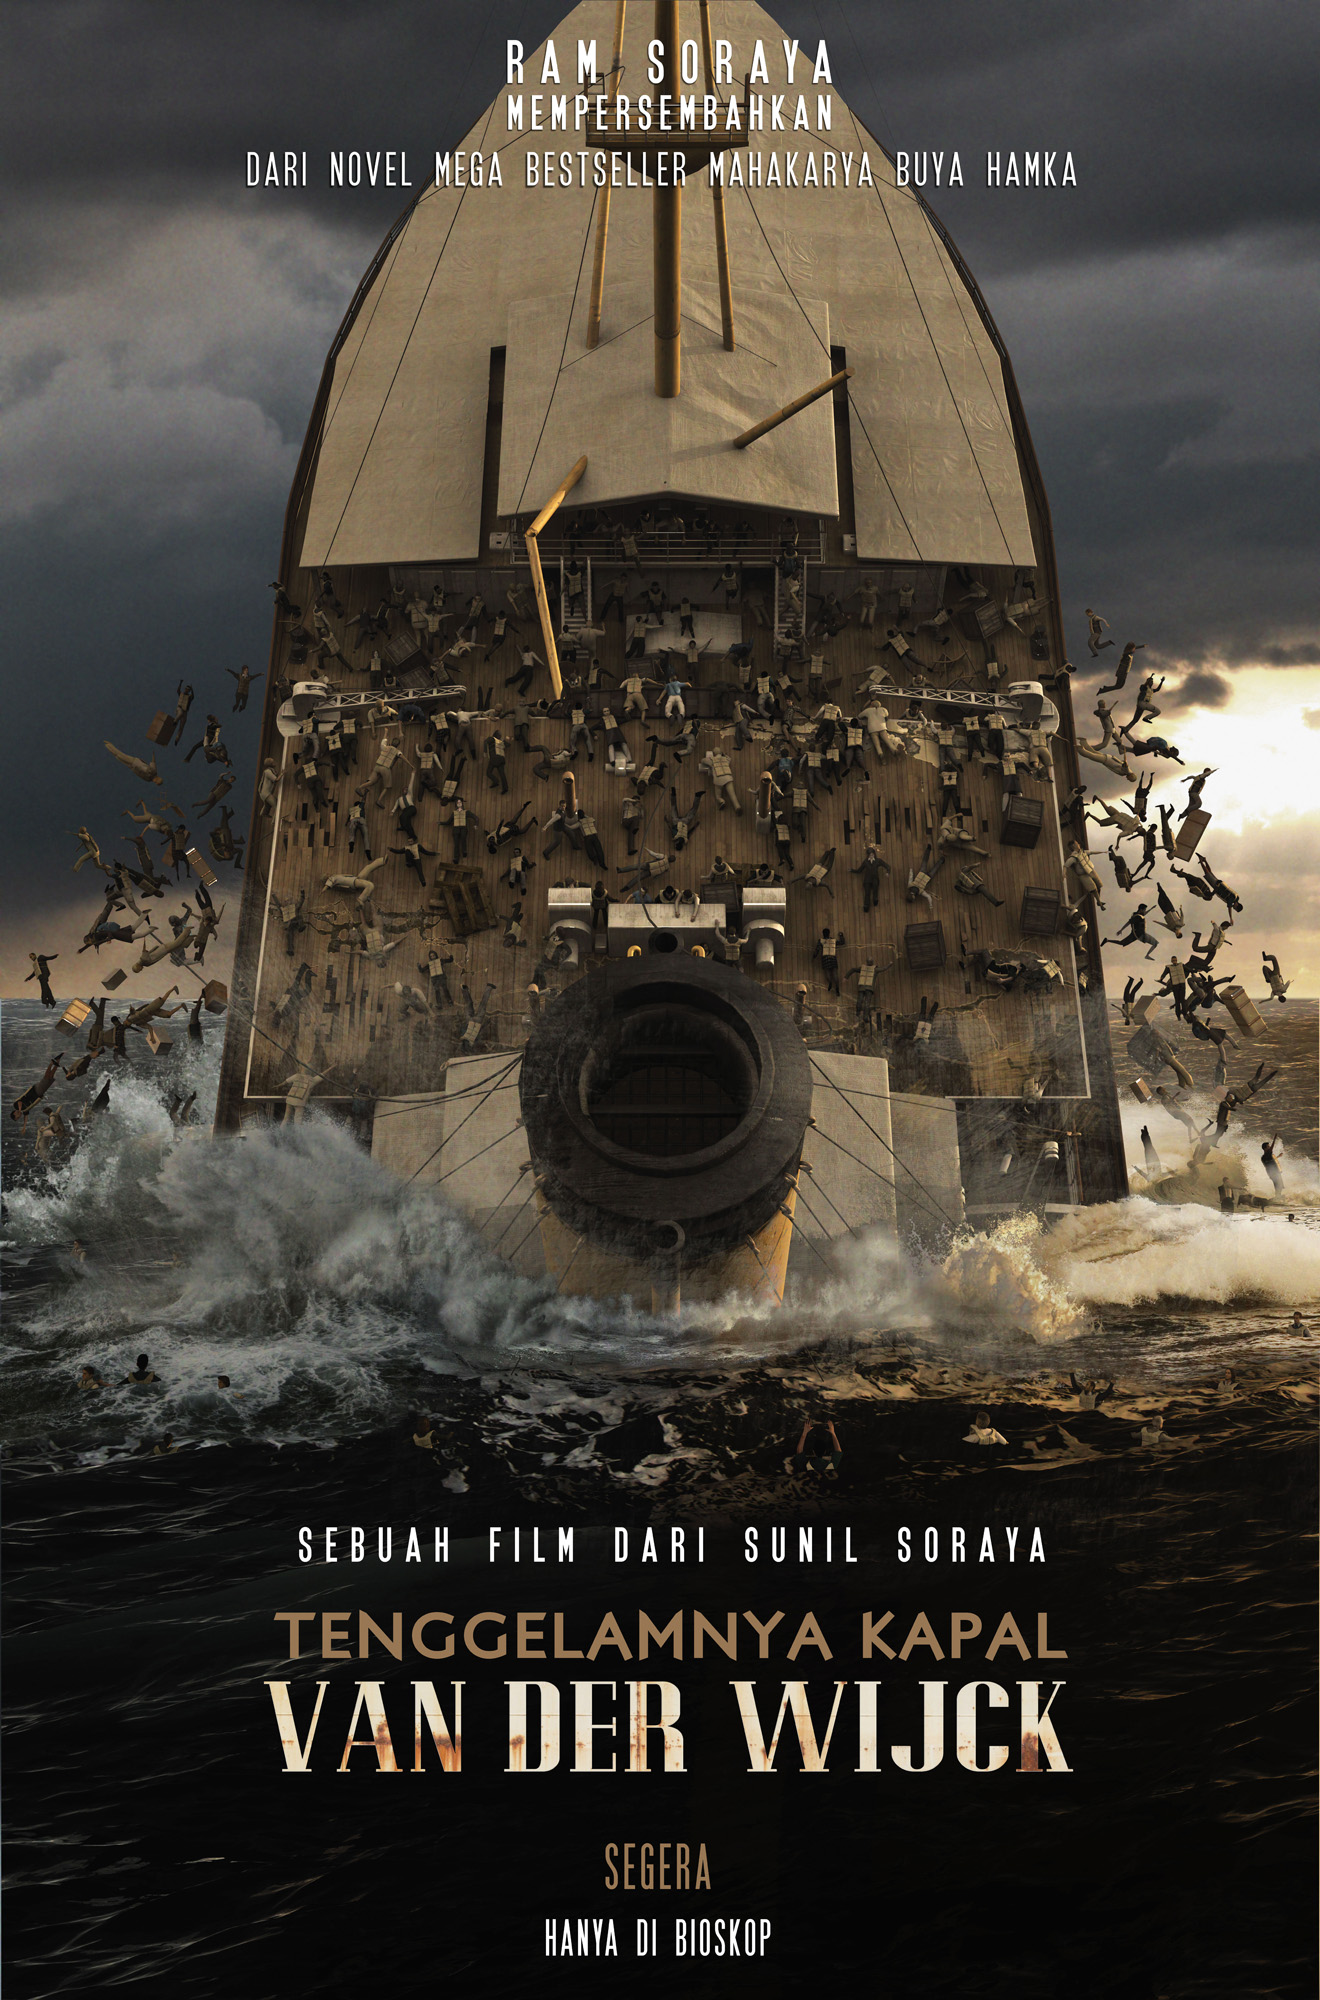 RAM SORAYA
MEMPERSEMBAHKAN
DARI NOVEL MEGA BESTSELLER MAHAKARYA BUYA HAMKA
SEBUAH FILM DARI SUNIL SORAYA
TENGGELAMNYA KAPAL
VAN DER WIJCK
SEGERA
HANYA DI BIOSKOP